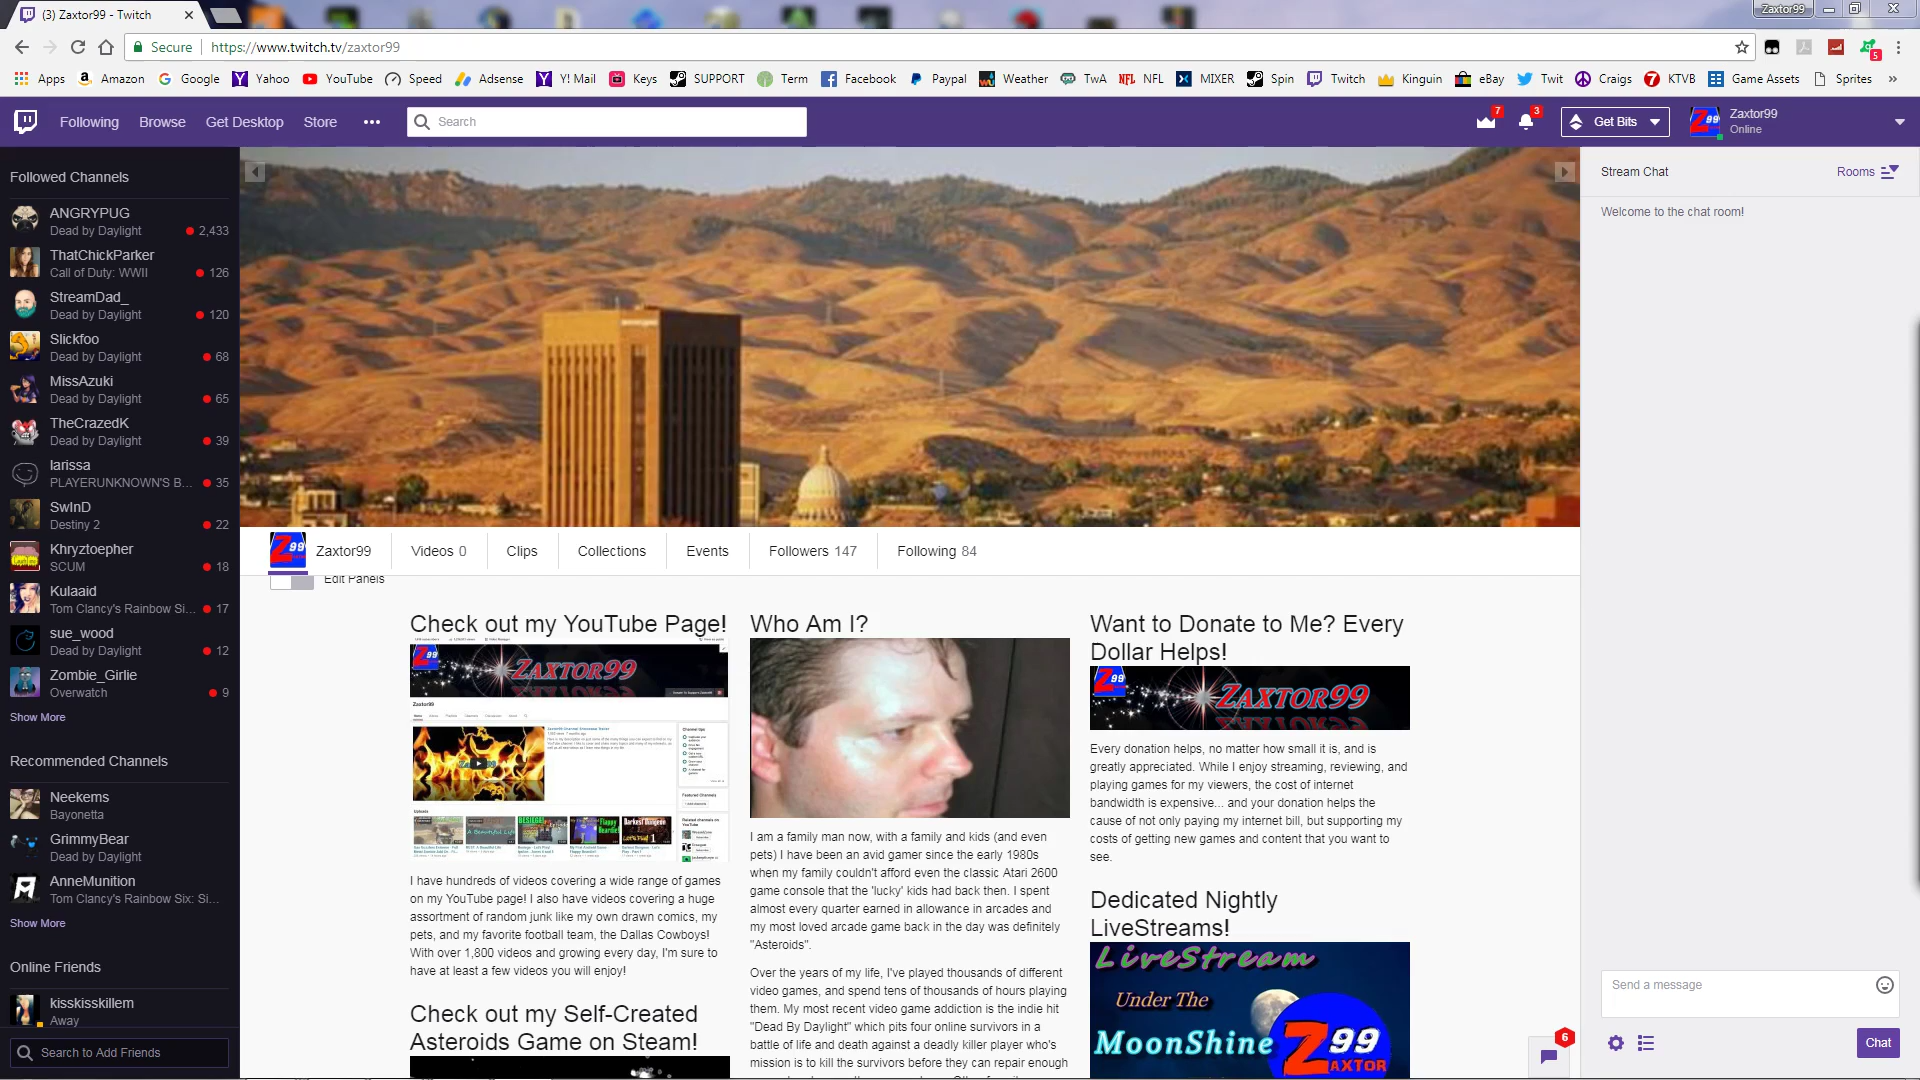 (3) Zaxtor99 - Twitch
Zaxtor99
Secure
https://www.twitch.tv/zaxtor99
Apps Amazon Google Yahoo YouTube Speed Adsense Y! Mail Keys SUPPORT Term Facebook Paypal Weather TwA NFL MIXER Spin Twitch Kinguin eBay Twit Craigs KTVB Game Assets Sprites »
Following Browse Get Desktop Store Search 7 3 Get Bits
Zaxtor99
Online
Followed Channels
ANGRYPUG
Dead by Daylight 2,433
ThatChickParker
Call of Duty: WWII 126
StreamDad_
Dead by Daylight 120
Slickfoo
Dead by Daylight 68
MissAzuki
Dead by Daylight 65
TheCrazedK
Dead by Daylight 39
larissa
PLAYERUNKNOWN'S B... 35
SwInD
Destiny 2 22
Khryztoepher
SCUM 18
Kulaaid
Tom Clancy's Rainbow Si... 17
sue_wood
Dead by Daylight 12
Zombie_Girlie
Overwatch 9
Show More
Recommended Channels
Neekems
Bayonetta
GrimmyBear
Dead by Daylight
AnneMunition
Tom Clancy's Rainbow Six: Si...
Show More
Online Friends
kisskisskillem
Away
Search to Add Friends
Zaxtor99 Videos 0 Clips Collections Events Followers 147 Following 84
Edit Panels
Check out my YouTube Page!
ZAXTOR99
I have hundreds of videos covering a wide range of games
on my YouTube page! I also have videos covering a huge
assortment of random junk like my own drawn comics, my
pets, and my favorite football team, the Dallas Cowboys!
With over 1,800 videos and growing every day, I'm sure to
have at least a few videos you will enjoy!
Check out my Self-Created
Asteroids Game on Steam!
Who Am I?
I am a family man now, with a family and kids (and even
pets) I have been an avid gamer since the early 1980s
when my family couldn't afford even the classic Atari 2600
game console that the 'lucky' kids had back then. I spent
almost every quarter earned in allowance in arcades and
my most loved arcade game back in the day was definitely
"Asteroids".
Over the years of my life, I've played thousands of different
video games, and spend tens of thousands of hours playing
them. My most recent video game addiction is the indie hit
"Dead By Daylight" which pits four online survivors in a
battle of life and death against a deadly killer player who's
mission is to kill the survivors before they can repair enough
Want to Donate to Me? Every
Dollar Helps!
Z99
ZAXTOR99
Every donation helps, no matter how small it is, and is
greatly appreciated. While I enjoy streaming, reviewing, and
playing games for my viewers, the cost of internet
bandwidth is expensive... and your donation helps the
cause of not only paying my internet bill, but supporting my
costs of getting new games and content that you want to
see.
Dedicated Nightly
LiveStreams!
LiveStream
Under The
MoonShine
Z99
ZAXTOR
Stream Chat
Rooms
Welcome to the chat room!
Send a message
Chat
6